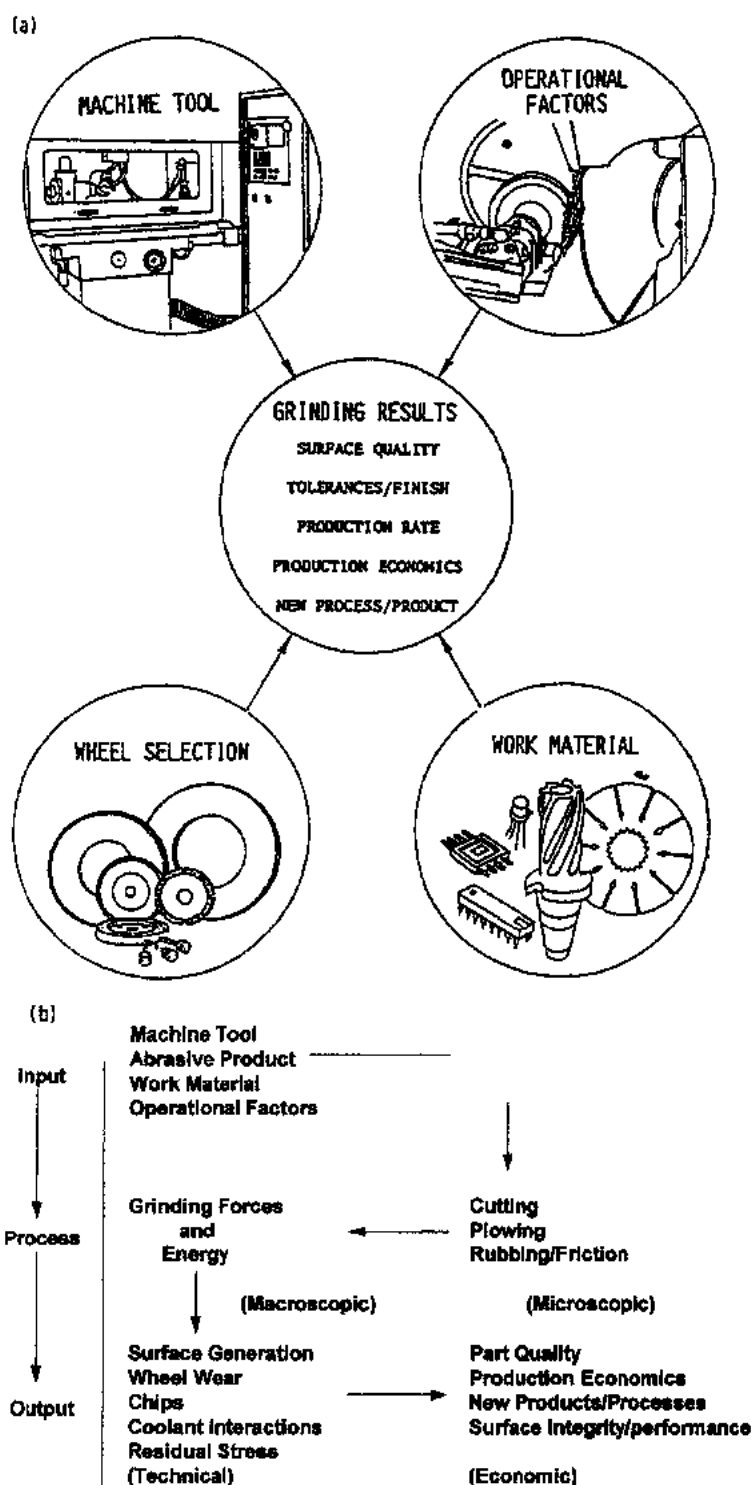 (a)
MACHINE TOOL
OPERATIONAL
FACTORS
GRINDING RESULTS
SURFACE QUALITY
TOLERANCES/FINISH
PRODUCTION RATE
PRODUCTION ECONOMICS
NEW PROCESS/PRODUCT
WHEEL SELECTION
WORK MATERIAL
(b)
Input
Machine Tool
Abrasive Product
Work Material
Operational Factors
Process
Grinding Forces
and
Energy
Cutting
Plowing
Rubbing/Friction
(Macroscopic)
(Microscopic)
Output
Surface Generation
Wheel Wear
Chips
Coolant Interactions
Residual Stress
(Technical)
Part Quality
Production Economics
New Products/Processes
Surface Integrity/performance
(Economic)